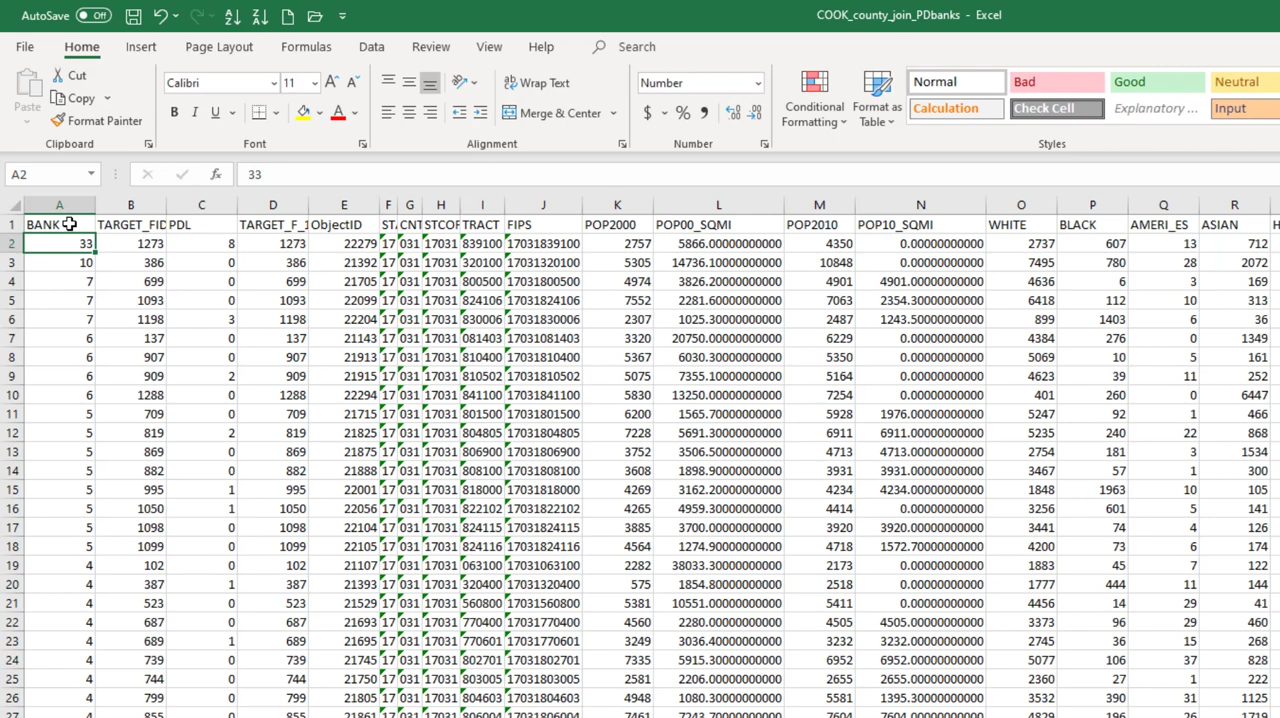 AutoSave Off COOK_county_join_PDbanks - Excel
File Home Insert Page Layout Formulas Data Review View Help Search
Paste Cut Copy Format Painter Calibri 11 Wrap Text Merge & Center Number Conditional Formatting Format as Table Normal Bad Good Neutral Calculation Check Cell Explanatory ... Input
Clipboard Font Alignment Number Styles
A2 fx 33
A B C D E F G H I J K L M N O P Q R
1 BANK TARGET_FID PDL TARGET_F_1 ObjectID ST CNT STCOF TRACT FIPS POP2000 POP00_SQMI POP2010 POP10_SQMI WHITE BLACK AMERI_ES ASIAN H
2 33 1273 8 1273 22279 17 031 17031 839100 17031839100 2757 5866.10000000000 4350 0.00000000000 2737 607 13 712
3 10 386 0 386 21392 17 031 17031 320100 17031320100 5305 14736.10000000000 10848 0.00000000000 7495 780 28 2072
4 7 699 0 699 21705 17 031 17031 800500 17031800500 4974 3826.20000000000 4901 4901.00000000000 4636 6 3 169
5 7 1093 0 1093 22099 17 031 17031 824106 17031824106 7552 2281.60000000000 7063 2354.30000000000 6418 112 10 313
6 7 1198 3 1198 22204 17 031 17031 830006 17031830006 2307 1025.30000000000 2487 1243.50000000000 899 1403 6 36
7 6 137 0 137 21143 17 031 17031 081403 17031081403 3320 20750.00000000000 6229 0.00000000000 4384 276 0 1349
8 6 907 0 907 21913 17 031 17031 810400 17031810400 5367 6030.30000000000 5350 0.00000000000 5069 10 5 161
9 6 909 2 909 21915 17 031 17031 810502 17031810502 5075 7355.10000000000 5164 0.00000000000 4623 39 11 252
10 6 1288 0 1288 22294 17 031 17031 841100 17031841100 5830 13250.00000000000 7254 0.00000000000 401 260 0 6447
11 5 709 0 709 21715 17 031 17031 801500 17031801500 6200 1565.70000000000 5928 1976.00000000000 5247 92 1 466
12 5 819 2 819 21825 17 031 17031 804805 17031804805 7228 5691.30000000000 6911 6911.00000000000 5235 240 22 868
13 5 869 0 869 21875 17 031 17031 806900 17031806900 3752 3506.50000000000 4713 4713.00000000000 2754 181 3 1534
14 5 882 0 882 21888 17 031 17031 808100 17031808100 3608 1898.90000000000 3931 3931.00000000000 3467 57 1 300
15 5 995 1 995 22001 17 031 17031 818000 17031818000 4269 3162.20000000000 4234 4234.00000000000 1848 1963 10 105
16 5 1050 1 1050 22056 17 031 17031 822102 17031822102 4265 4959.30000000000 4414 0.00000000000 3256 601 5 141
17 5 1098 0 1098 22104 17 031 17031 824115 17031824115 3885 3700.00000000000 3920 3920.00000000000 3441 74 4 126
18 5 1099 0 1099 22105 17 031 17031 824116 17031824116 4564 1274.90000000000 4718 1572.70000000000 4200 73 6 174
19 4 102 0 102 21107 17 031 17031 063100 17031063100 2282 38033.30000000000 2173 0.00000000000 1883 45 7 122
20 4 387 1 387 21393 17 031 17031 320400 17031320400 575 1854.80000000000 2518 0.00000000000 1777 444 11 144
21 4 523 0 523 21529 17 031 17031 560800 17031560800 5381 10551.00000000000 5411 0.00000000000 4456 14 29 41
22 4 687 0 687 21693 17 031 17031 770400 17031770400 4560 2280.00000000000 4505 4505.00000000000 3373 96 29 460
23 4 689 1 689 21695 17 031 17031 770601 17031770601 3249 3036.40000000000 3232 3232.00000000000 2745 36 15 268
24 4 739 0 739 21745 17 031 17031 802701 17031802701 7335 5915.30000000000 6952 6952.00000000000 5077 106 37 828
25 4 744 0 744 21750 17 031 17031 803005 17031803005 2581 2206.00000000000 2655 2655.00000000000 2360 27 1 222
26 4 799 0 799 21805 17 031 17031 804603 17031804603 4948 1080.30000000000 5581 1395.30000000000 3532 390 31 1125
27 4 855 0 855 21861 17 031 17031 806004 17031806004 7461 7243.70000000000 7604 7604.00000000000 4829 196 26 1719